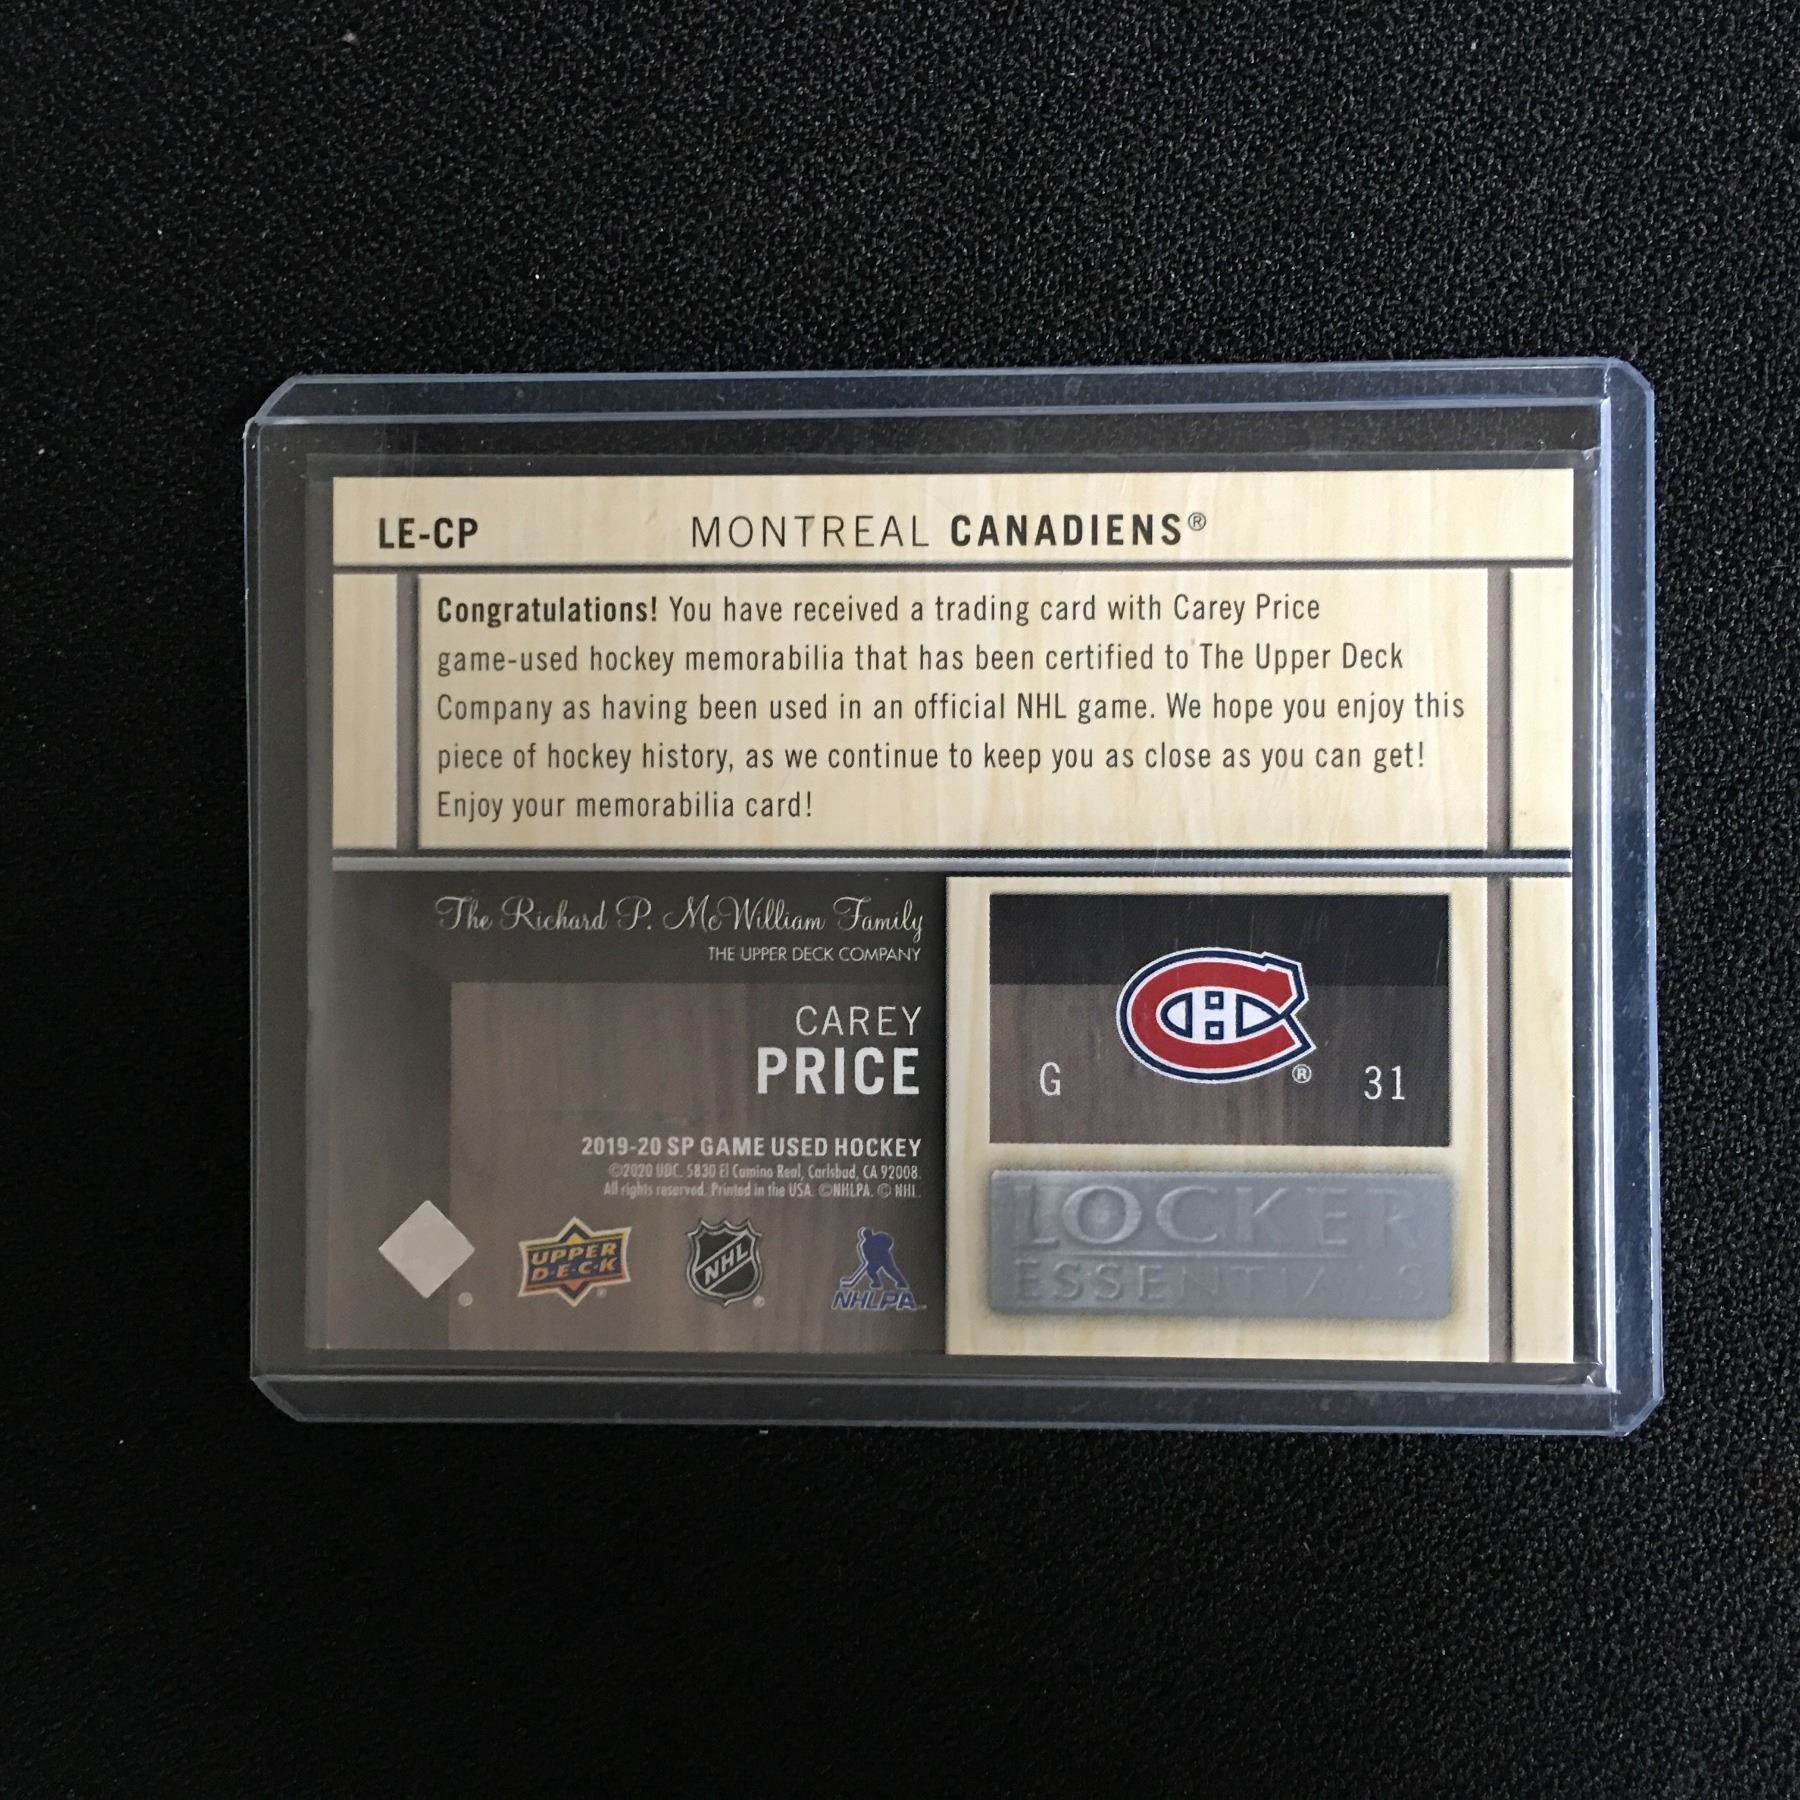 LE-CP MONTREAL CANADIENS®
Congratulations! You have received a trading card with Carey Price
game-used hockey memorabilia that has been certified to The Upper Deck
Company as having been used in an official NHL game. We hope you enjoy this
piece of hockey history, as we continue to keep you as close as you can get!
Enjoy your memorabilia card!
The Richard P. McWilliam Family
THE UPPER DECK COMPANY
CAREY
PRICE
2019-20 SP GAME USED HOCKEY
©2020 UDC. 5830 El Camino Real, Carlsbad, CA 92008.
All rights reserved. Printed in the USA. ©NHLPA. © NHL.
UPPER
D·E·C·K ®
NHL ®
NHLPA™
CH ®
G 31
LOCKER
ESSENTIALS